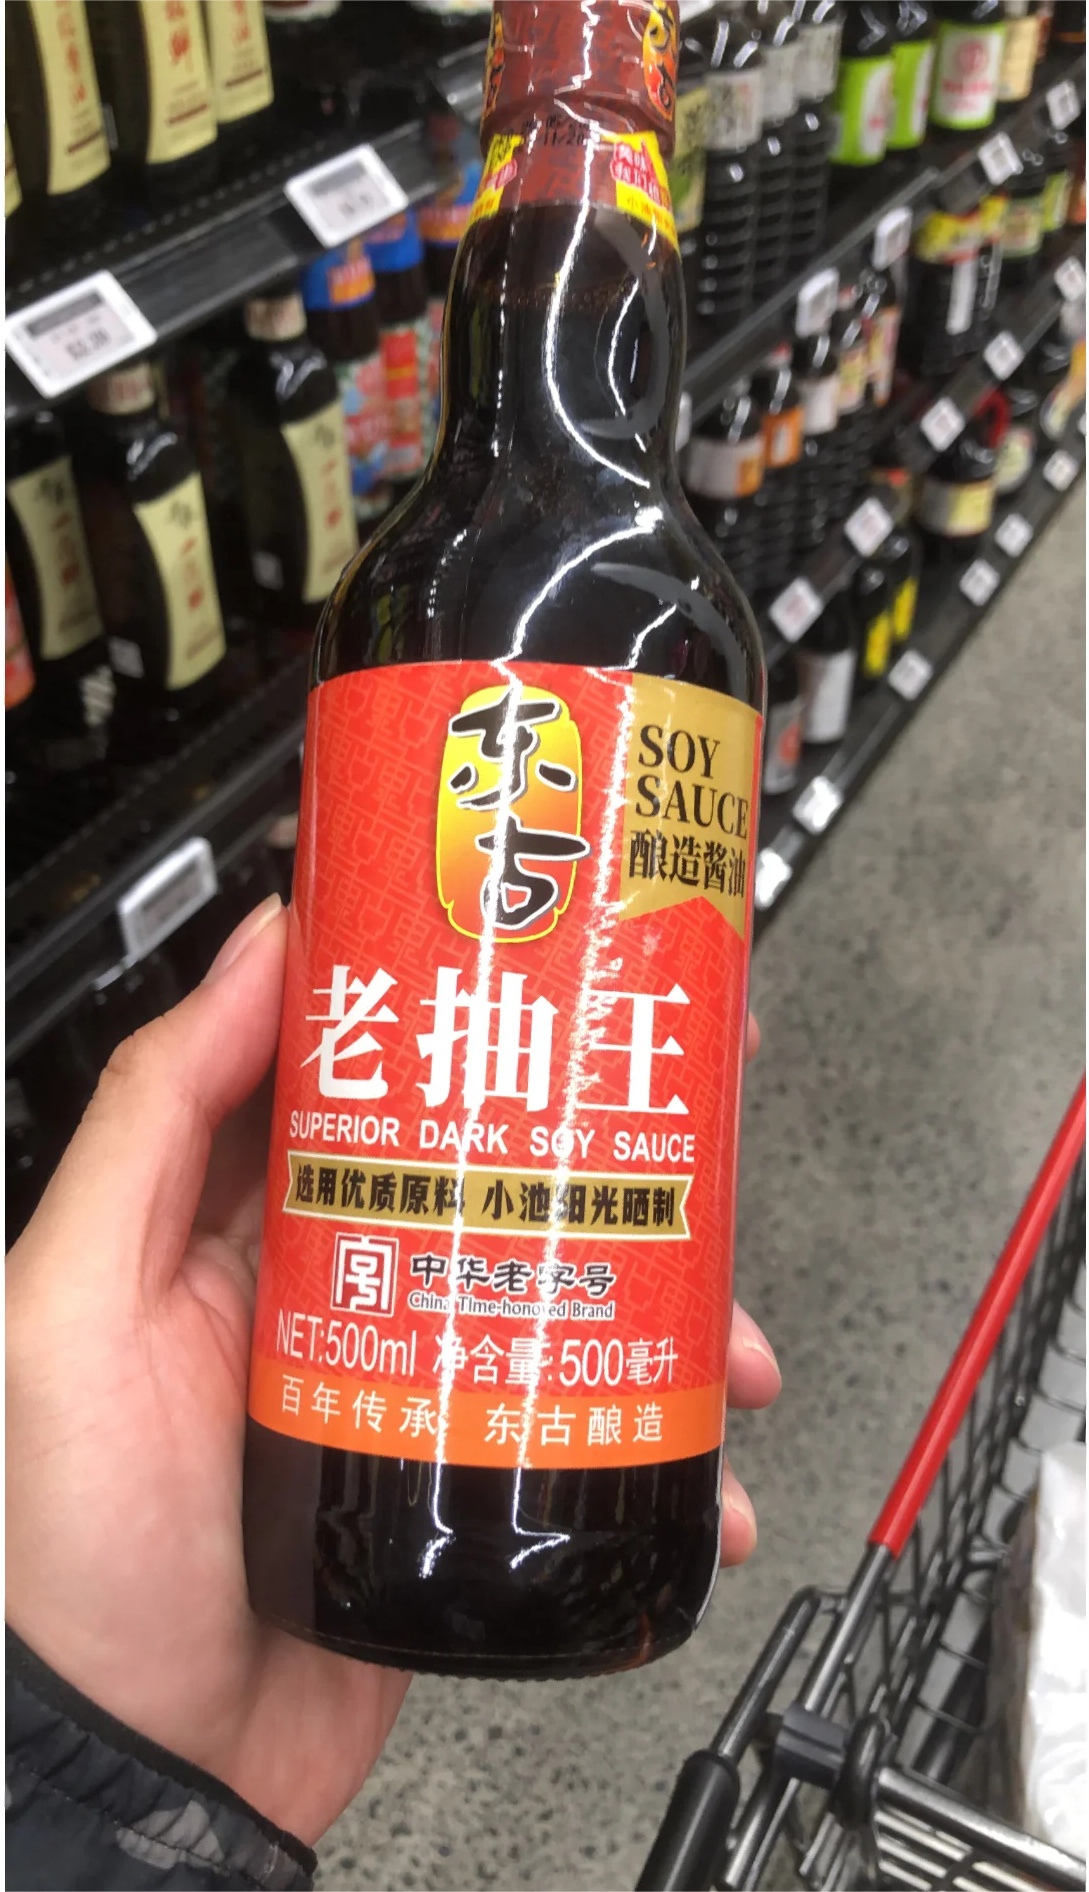 东古
SOY
SAUCE
酿造酱油
老抽王
SUPERIOR DARK SOY SAUCE
选用优质原料 小池阳光晒制
中华老字号
China Time-honored Brand
NET:500ml 净含量:500毫升
百年传承 东古酿造